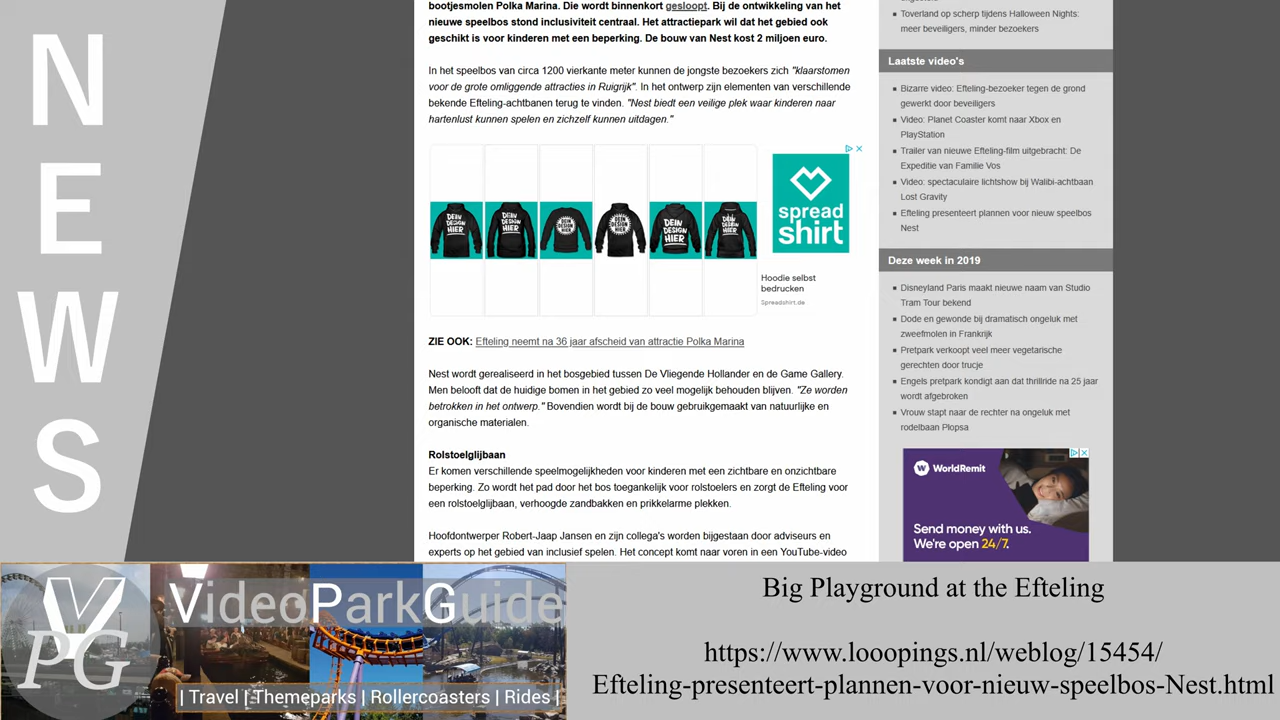 NEWS
bootjesmolen Polka Marina. Die wordt binnenkort gesloopt. Bij de ontwikkeling van het
nieuwe speelbos stond inclusiviteit centraal. Het attractiepark wil dat het gebied ook
geschikt is voor kinderen met een beperking. De bouw van Nest kost 2 miljoen euro.
In het speelbos van circa 1200 vierkante meter kunnen de jongste bezoekers zich "klaarstomen
voor de grote omliggende attracties in Ruigrijk". In het ontwerp zijn elementen van verschillende
bekende Efteling-achtbanen terug te vinden. "Nest biedt een veilige plek waar kinderen naar
hartenlust kunnen spelen en zichzelf kunnen uitdagen."
DEIN DESIGN HIER
DEIN DESIGN HIER
DEIN DESIGN HIER
DEIN DESIGN HIER
DEIN DESIGN HIER
DEIN DESIGN HIER
spread
shirt
Hoodie selbst
bedrucken
Spreadshirt.de
ZIE OOK: Efteling neemt na 36 jaar afscheid van attractie Polka Marina
Nest wordt gerealiseerd in het bosgebied tussen De Vliegende Hollander en de Game Gallery.
Men belooft dat de huidige bomen in het gebied zo veel mogelijk behouden blijven. "Ze worden
betrokken in het ontwerp." Bovendien wordt bij de bouw gebruikgemaakt van natuurlijke en
organische materialen.
Rolstoelglijbaan
Er komen verschillende speelmogelijkheden voor kinderen met een zichtbare en onzichtbare
beperking. Zo wordt het pad door het bos toegankelijk voor rolstoelers en zorgt de Efteling voor
een rolstoelglijbaan, verhoogde zandbakken en prikkelarme plekken.
Hoofdontwerper Robert-Jaap Jansen en zijn collega's worden bijgestaan door adviseurs en
experts op het gebied van inclusief spelen. Het concept komt naar voren in een YouTube-video
Toverland op scherp tijdens Halloween Nights:
meer beveiligers, minder bezoekers
Laatste video's
Bizarre video: Efteling-bezoeker tegen de grond
gewerkt door beveiligers
Video: Planet Coaster komt naar Xbox en
PlayStation
Trailer van nieuwe Efteling-film uitgebracht: De
Expeditie van Familie Vos
Video: spectaculaire lichtshow bij Walibi-achtbaan
Lost Gravity
Efteling presenteert plannen voor nieuw speelbos
Nest
Deze week in 2019
Disneyland Paris maakt nieuwe naam van Studio
Tram Tour bekend
Dode en gewonde bij dramatisch ongeluk met
zweefmolen in Frankrijk
Pretpark verkoopt veel meer vegetarische
gerechten door trucje
Engels pretpark kondigt aan dat thrillride na 25 jaar
wordt afgebroken
Vrouw stapt naar de rechter na ongeluk met
rodelbaan Plopsa
WorldRemit
Send money with us.
We're open 24/7.
VPG
VideoParkGuide
| Travel | Themeparks | Rollercoasters | Rides |
Big Playground at the Efteling
https://www.looopings.nl/weblog/15454/
Efteling-presenteert-plannen-voor-nieuw-speelbos-Nest.html